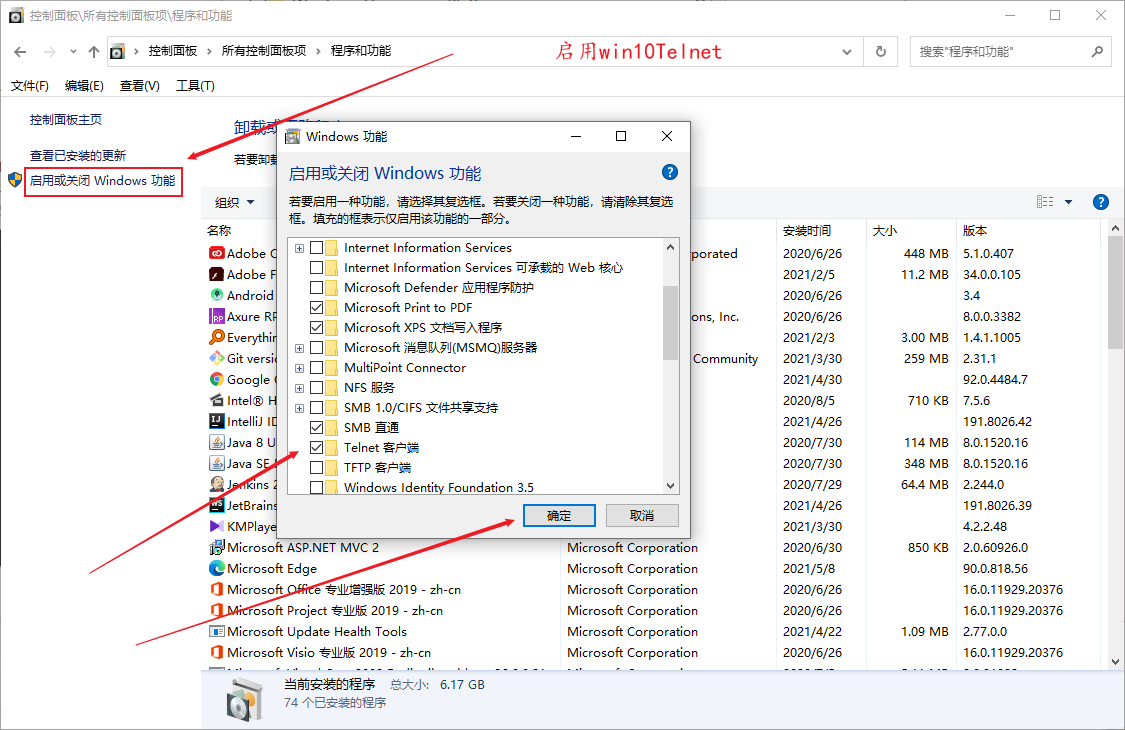 控制面板\所有控制面板项\程序和功能
控制面板 › 所有控制面板项 › 程序和功能
启用win10Telnet
搜索"程序和功能"
文件(F) 编辑(E) 查看(V) 工具(T)
控制面板主页
查看已安装的更新
启用或关闭 Windows 功能
卸载或
若要卸载
组织
Windows 功能
启用或关闭 Windows 功能
若要启用一种功能，请选择其复选框。若要关闭一种功能，请清除其复选
框。填充的框表示仅启用该功能的一部分。
Internet Information Services
Internet Information Services 可承载的 Web 核心
Microsoft Defender 应用程序防护
Microsoft Print to PDF
Microsoft XPS 文档写入程序
Microsoft 消息队列(MSMQ)服务器
MultiPoint Connector
NFS 服务
SMB 1.0/CIFS 文件共享支持
SMB 直通
Telnet 客户端
TFTP 客户端
Windows Identity Foundation 3.5
确定 取消
名称 安装时间 大小 版本
Adobe C porated 2020/6/26 448 MB 5.1.0.407
Adobe F 2021/2/5 11.2 MB 34.0.0.105
Android 2020/6/26 3.4
Axure RP ons, Inc. 2020/6/26 8.0.0.3382
Everythin 2021/2/3 3.00 MB 1.4.1.1005
Git versio Community 2021/3/30 259 MB 2.31.1
Google C 2021/4/30 92.0.4484.7
Intel® H 2020/8/5 710 KB 7.5.6
IntelliJ ID 2021/4/26 191.8026.42
Java 8 U 2020/7/30 114 MB 8.0.1520.16
Java SE 2020/7/30 348 MB 8.0.1520.16
Jenkins 2 2020/7/29 64.4 MB 2.244.0
JetBrains 2021/4/26 191.8026.39
KMPlaye 2021/3/30 4.2.2.48
Microsoft ASP.NET MVC 2 Microsoft Corporation 2020/6/30 850 KB 2.0.60926.0
Microsoft Edge Microsoft Corporation 2021/5/8 90.0.818.56
Microsoft Office 专业增强版 2019 - zh-cn Microsoft Corporation 2020/6/26 16.0.11929.20376
Microsoft Project 专业版 2019 - zh-cn Microsoft Corporation 2020/6/26 16.0.11929.20376
Microsoft Update Health Tools Microsoft Corporation 2021/4/22 1.09 MB 2.77.0.0
Microsoft Visio 专业版 2019 - zh-cn Microsoft Corporation 2020/6/26 16.0.11929.20376
当前安装的程序 总大小: 6.17 GB
74 个已安装的程序